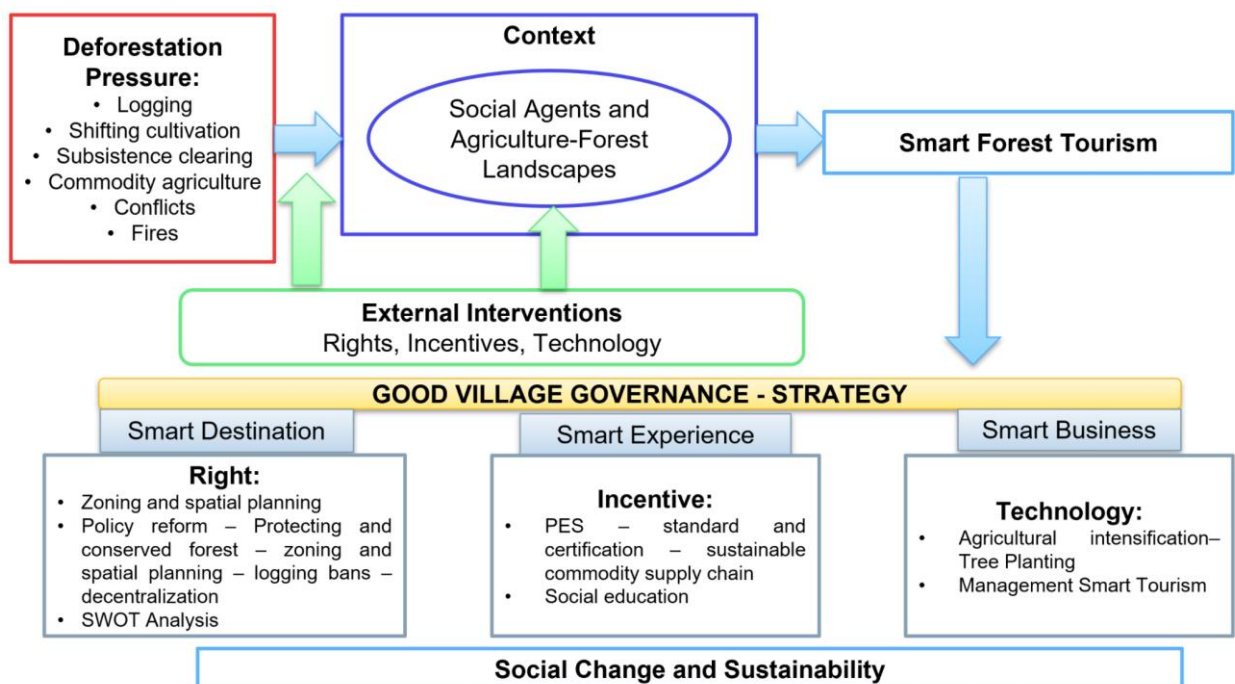 Deforestation
Pressure:
• Logging
• Shifting cultivation
• Subsistence clearing
• Commodity agriculture
• Conflicts
• Fires
Context
Social Agents and
Agriculture-Forest
Landscapes
Smart Forest Tourism
External Interventions
Rights, Incentives, Technology
GOOD VILLAGE GOVERNANCE - STRATEGY
Smart Destination
Right:
• Zoning and spatial planning
• Policy reform – Protecting and
conserved forest – zoning and
spatial planning – logging bans –
decentralization
• SWOT Analysis
Smart Experience
Incentive:
• PES – standard and
certification – sustainable
commodity supply chain
• Social education
Smart Business
Technology:
• Agricultural intensification–
Tree Planting
• Management Smart Tourism
Social Change and Sustainability